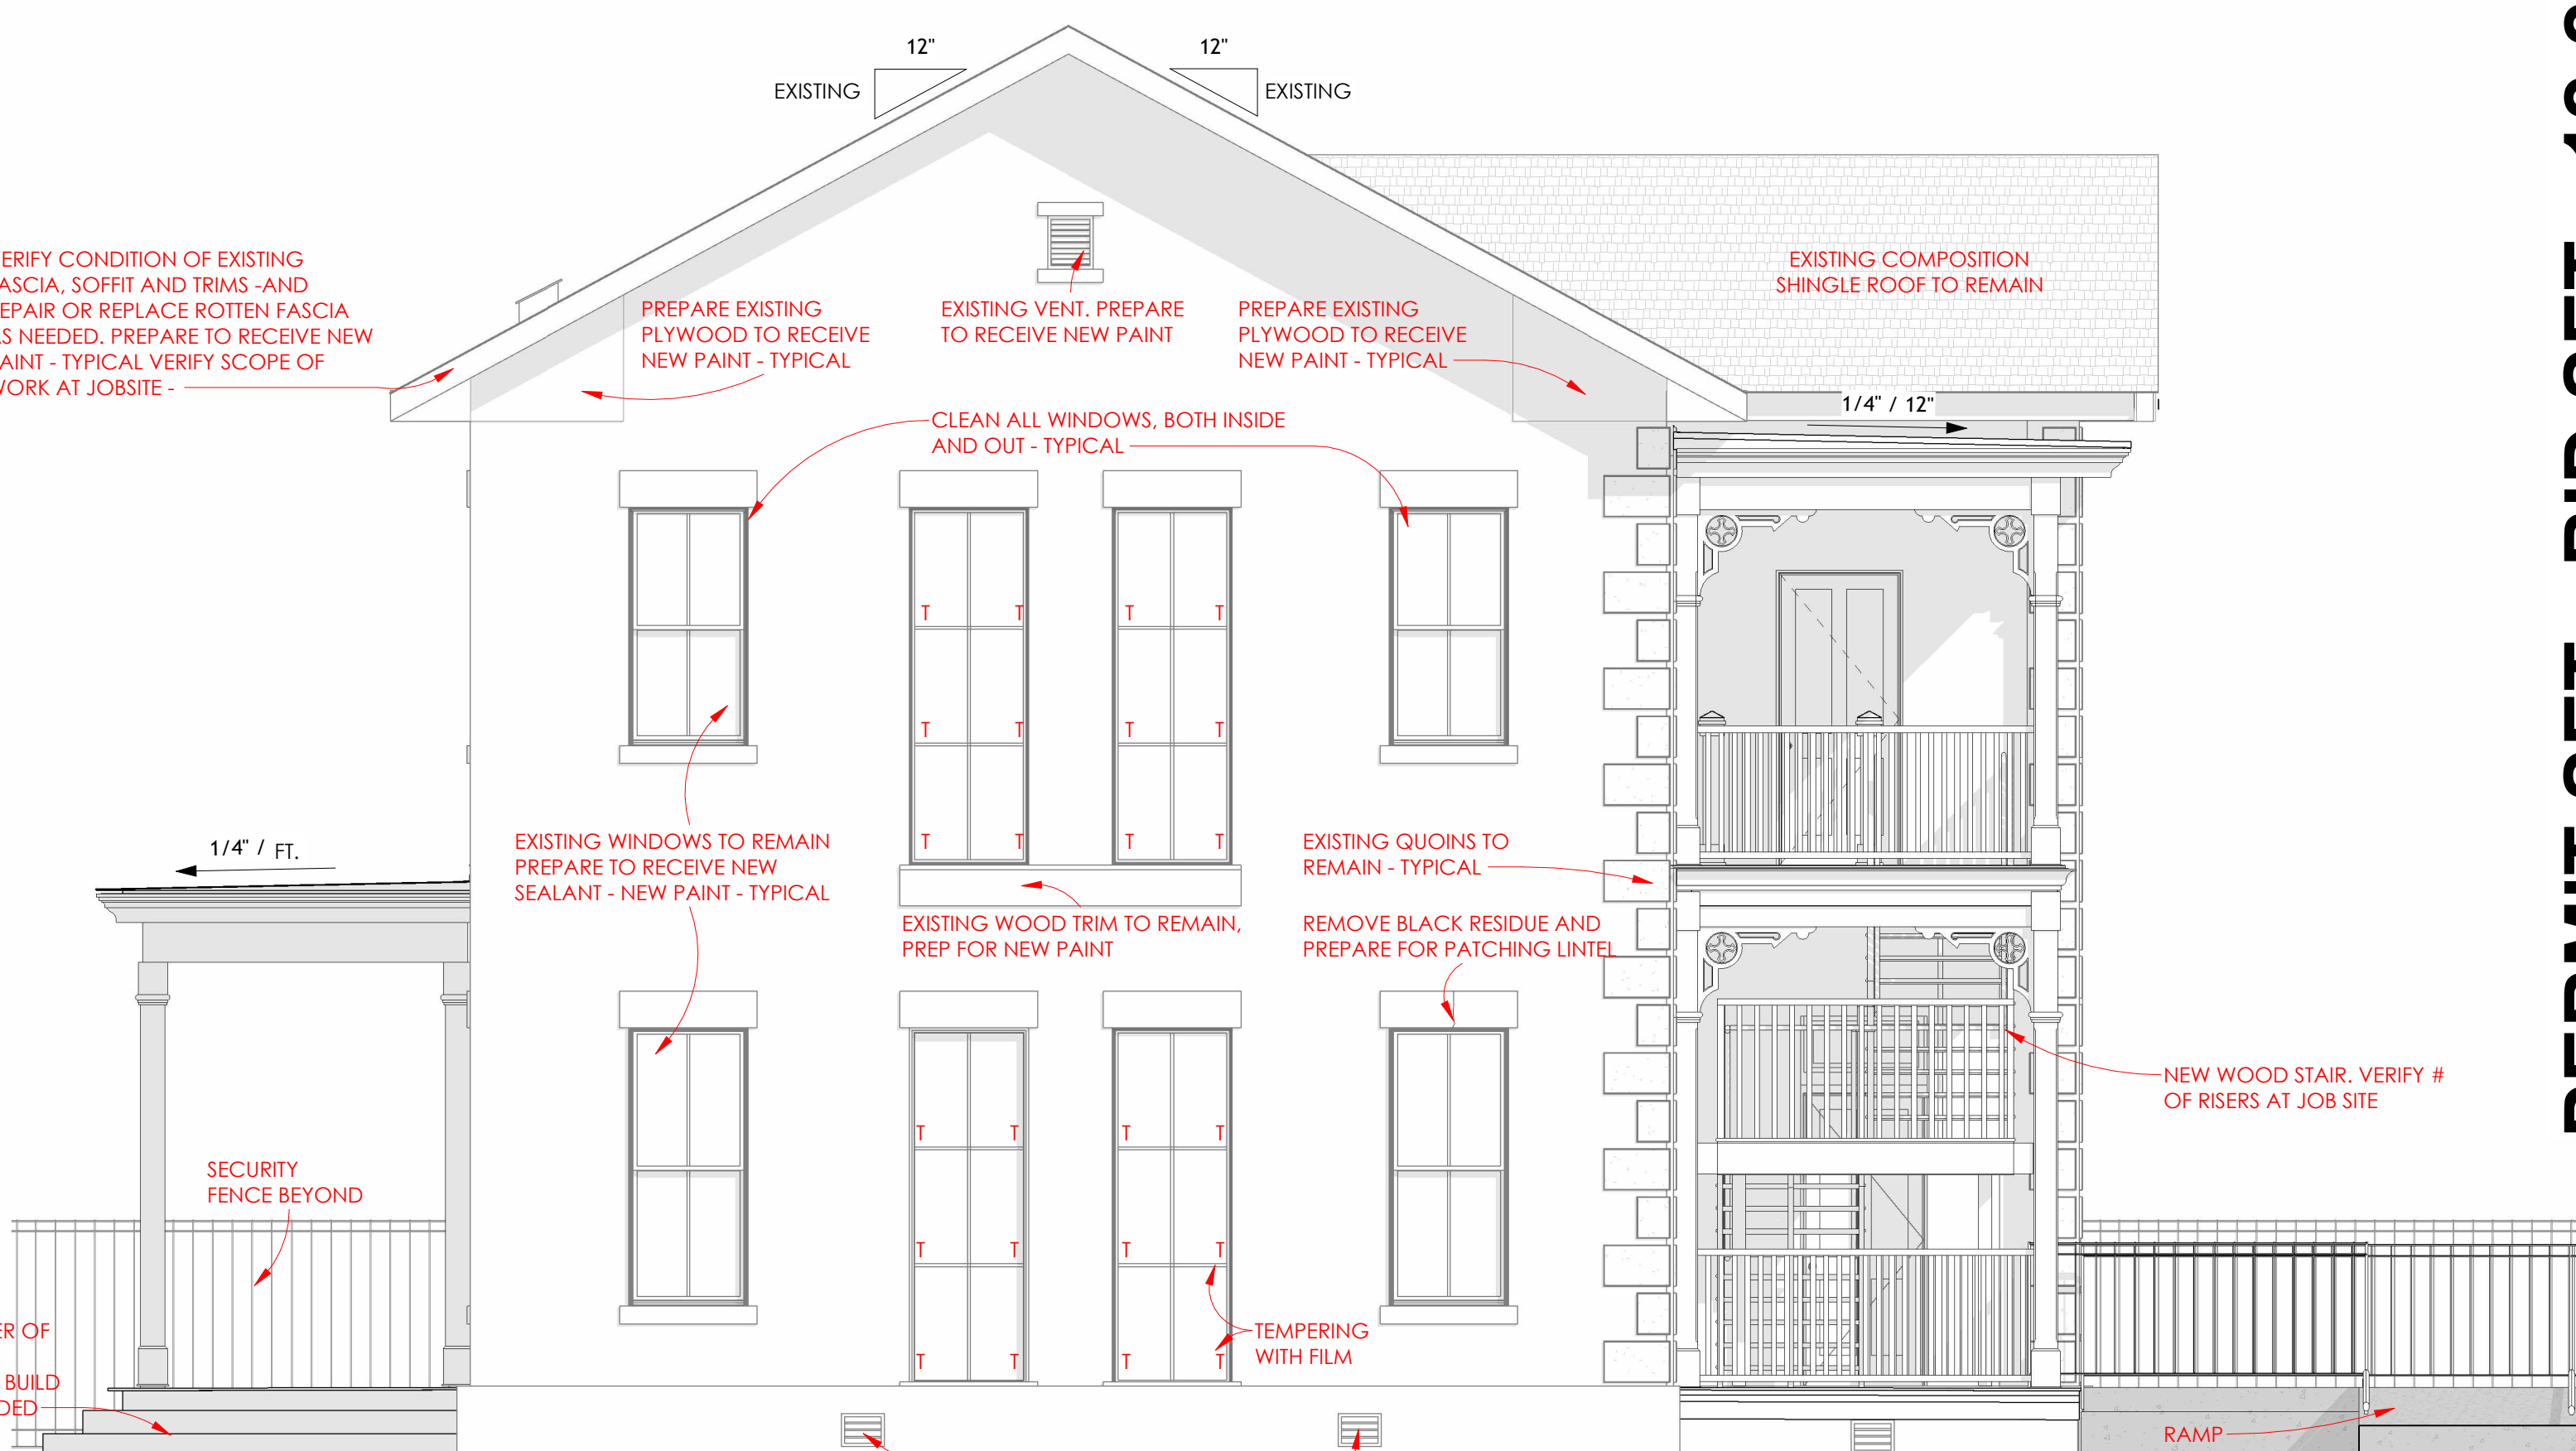 12"
12"
EXISTING
EXISTING
ERIFY CONDITION OF EXISTING
ASCIA, SOFFIT AND TRIMS -AND
EPAIR OR REPLACE ROTTEN FASCIA
S NEEDED. PREPARE TO RECEIVE NEW
AINT - TYPICAL VERIFY SCOPE OF
WORK AT JOBSITE -
PREPARE EXISTING
PLYWOOD TO RECEIVE
NEW PAINT - TYPICAL
EXISTING VENT. PREPARE
TO RECEIVE NEW PAINT
PREPARE EXISTING
PLYWOOD TO RECEIVE
NEW PAINT - TYPICAL
EXISTING COMPOSITION
SHINGLE ROOF TO REMAIN
1/4" / 12"
CLEAN ALL WINDOWS, BOTH INSIDE
AND OUT - TYPICAL
T T T T
T T T T
T T T T
1/4" / FT.
EXISTING WINDOWS TO REMAIN
PREPARE TO RECEIVE NEW
SEALANT - NEW PAINT - TYPICAL
EXISTING WOOD TRIM TO REMAIN,
PREP FOR NEW PAINT
EXISTING QUOINS TO
REMAIN - TYPICAL
REMOVE BLACK RESIDUE AND
PREPARE FOR PATCHING LINTEL
NEW WOOD STAIR. VERIFY #
OF RISERS AT JOB SITE
T T T T
T T T T
T T T T
SECURITY
FENCE BEYOND
TEMPERING
WITH FILM
ER OF
BUILD
DED
RAMP